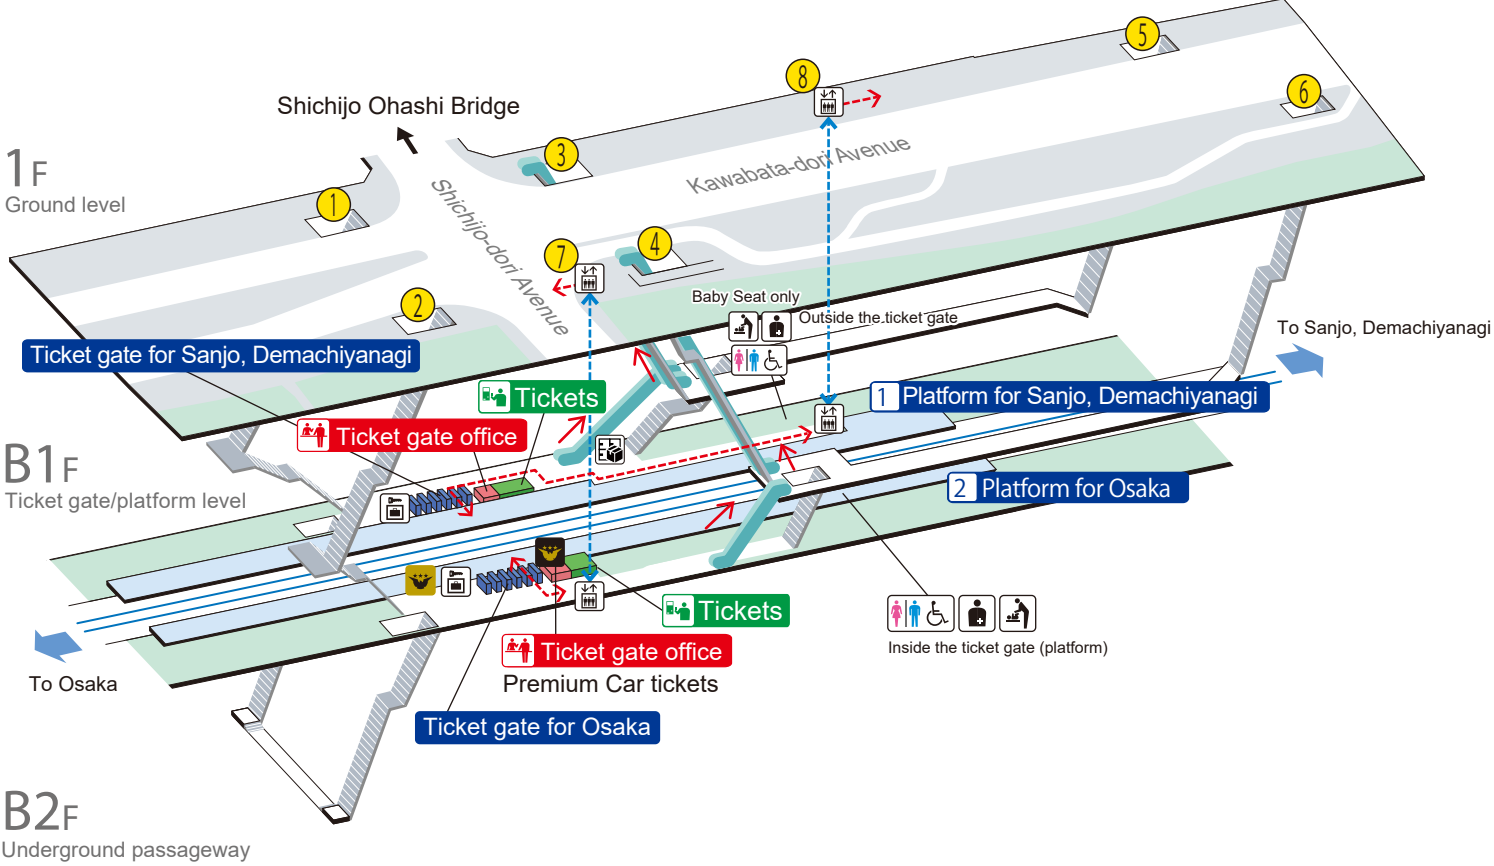 5
8
6
Shichijo Ohashi Bridge
3
Kawabata-dori Avenue
1F
Ground level
1
Shichijo-dori Avenue
4
7
2
Baby Seat only
Outside the ticket gate
To Sanjo, Demachiyanagi
Ticket gate for Sanjo, Demachiyanagi
Tickets
1 Platform for Sanjo, Demachiyanagi
Ticket gate office
B1F
Ticket gate/platform level
2 Platform for Osaka
Tickets
Ticket gate office
Premium Car tickets
Inside the ticket gate (platform)
To Osaka
Ticket gate for Osaka
B2F
Underground passageway